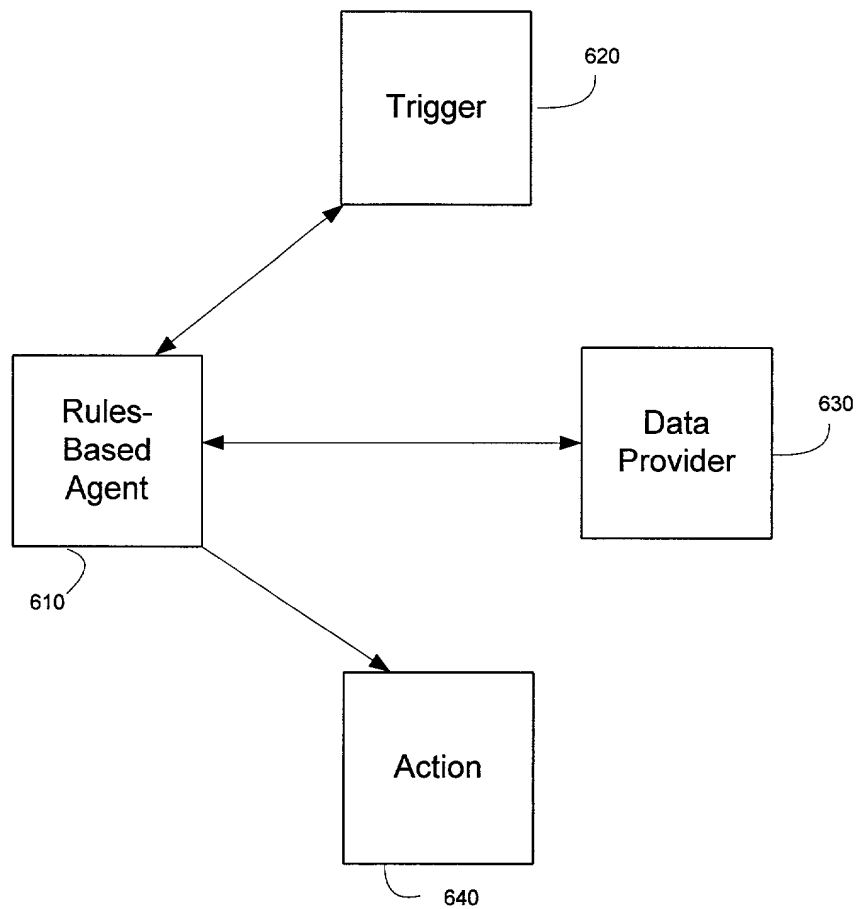 620
Trigger
630
Rules-
Based
Agent
Data
Provider
610
Action
640